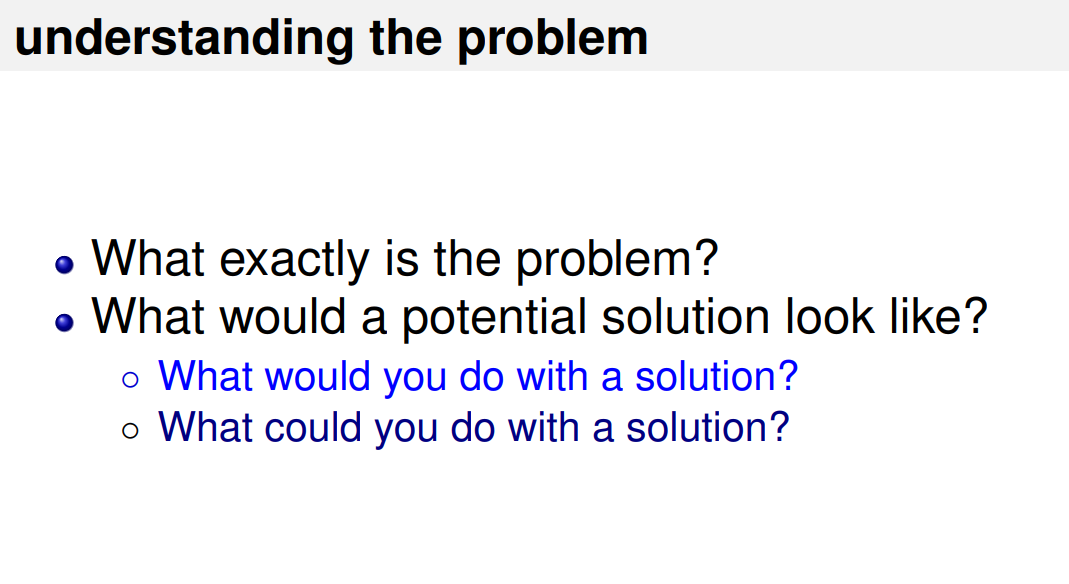 understanding the problem
What exactly is the problem?
What would a potential solution look like?
What would you do with a solution?
What could you do with a solution?